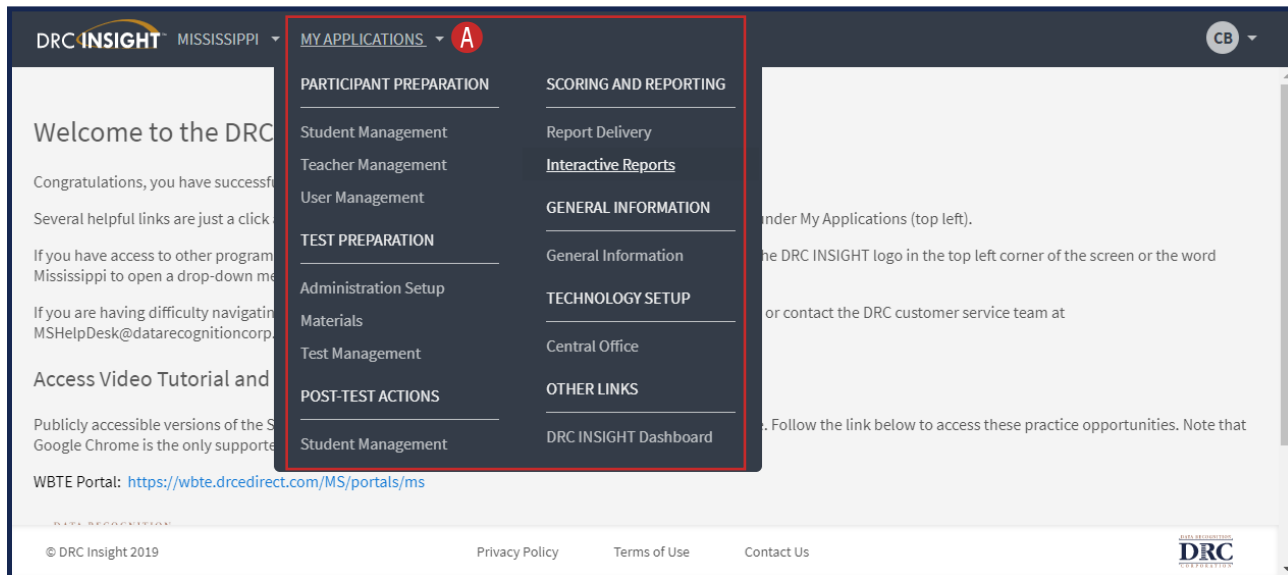 DRC INSIGHT MISSISSIPPI MY APPLICATIONS A CB
PARTICIPANT PREPARATION
Student Management
Teacher Management
User Management
TEST PREPARATION
Administration Setup
Materials
Test Management
POST-TEST ACTIONS
Student Management
SCORING AND REPORTING
Report Delivery
Interactive Reports
GENERAL INFORMATION
General Information
TECHNOLOGY SETUP
Central Office
OTHER LINKS
DRC INSIGHT Dashboard
Welcome to the DRC
Congratulations, you have successf
Several helpful links are just a click under My Applications (top left).
If you have access to other program he DRC INSIGHT logo in the top left corner of the screen or the word
Mississippi to open a drop-down me
If you are having difficulty navigatin or contact the DRC customer service team at
MSHelpDesk@datarecognitioncorp.
Access Video Tutorial and
Publicly accessible versions of the S . Follow the link below to access these practice opportunities. Note that
Google Chrome is the only supporte
WBTE Portal: https://wbte.drcedirect.com/MS/portals/ms
© DRC Insight 2019 Privacy Policy Terms of Use Contact Us DATA RECOGNITION DRC CORPORATION